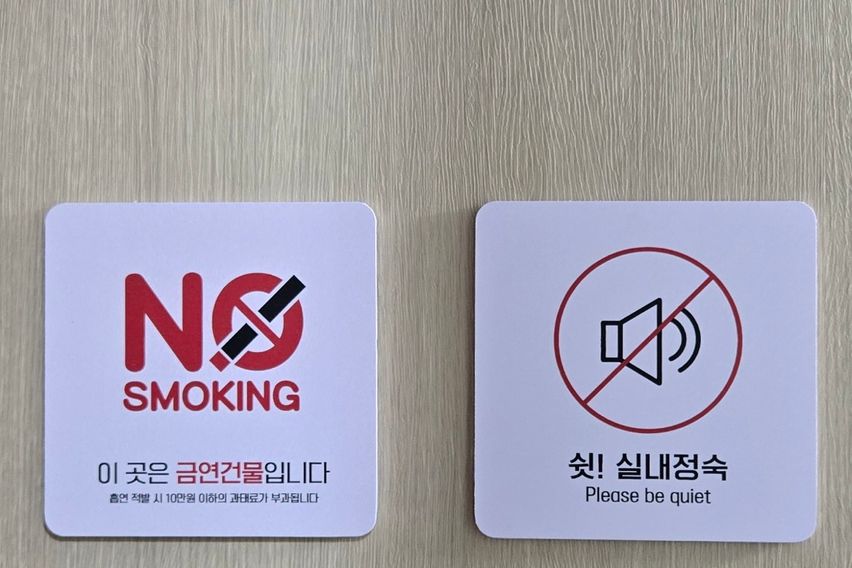 NO
SMOKING
이 곳은 금연건물입니다
흡연 적발 시 10만원 이하의 과태료가 부과됩니다
쉿! 실내정숙
Please be quiet